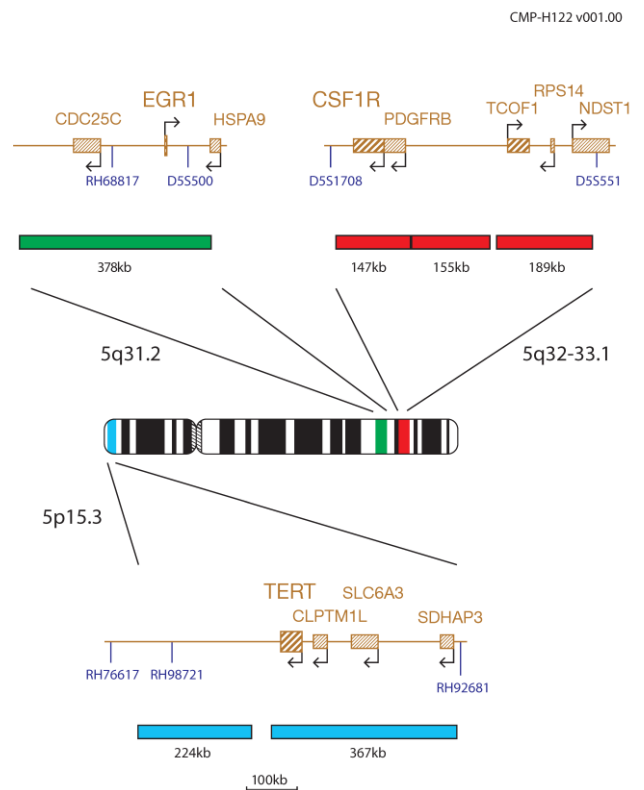 CMP-H122 v001.00
RPS14
EGR1 CSF1R TCOF1 NDST1
CDC25C HSPA9 PDGFRB
RH68817 D5S500 D5S1708 D5S551
378kb 147kb 155kb 189kb
5q31.2 5q32-33.1
5p15.3
TERT SLC6A3
CLPTM1L SDHAP3
RH76617 RH98721 RH92681
224kb 367kb
100kb